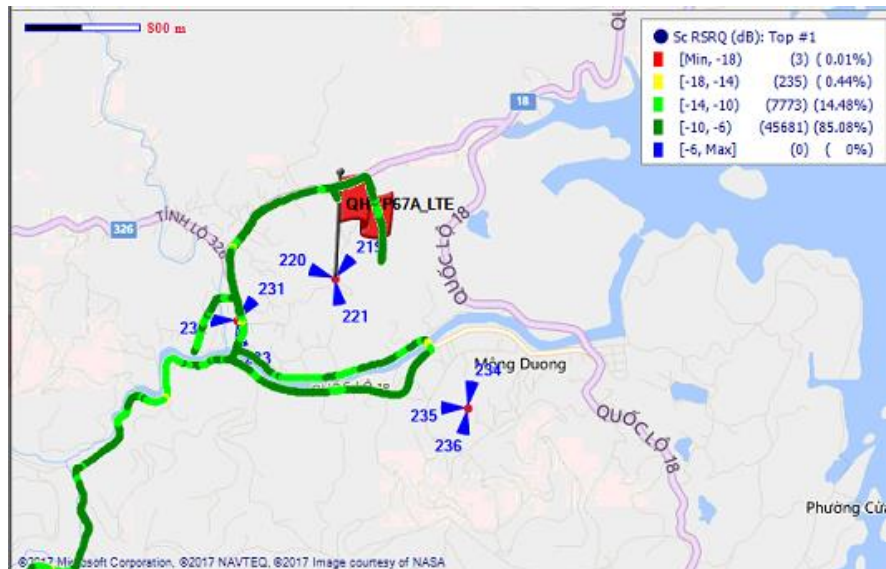 800 m
Sc RSRQ (dB): Top #1
[Min, -18) (3) ( 0.01%)
[-18, -14) (235) ( 0.44%)
[-14, -10) (7773) (14.48%)
[-10, -6) (45681) (85.08%)
[-6, Max] (0) ( 0%)
18
326
TỈNH LỘ 326
P67A_LTE
220
221
231
QUỐC LỘ 18
Mông Duong
234
235
236
QUỐC LỘ 18
Phường Cửa
©2017 Microsoft Corporation, ©2017 NAVTEQ, ©2017 Image courtesy of NASA